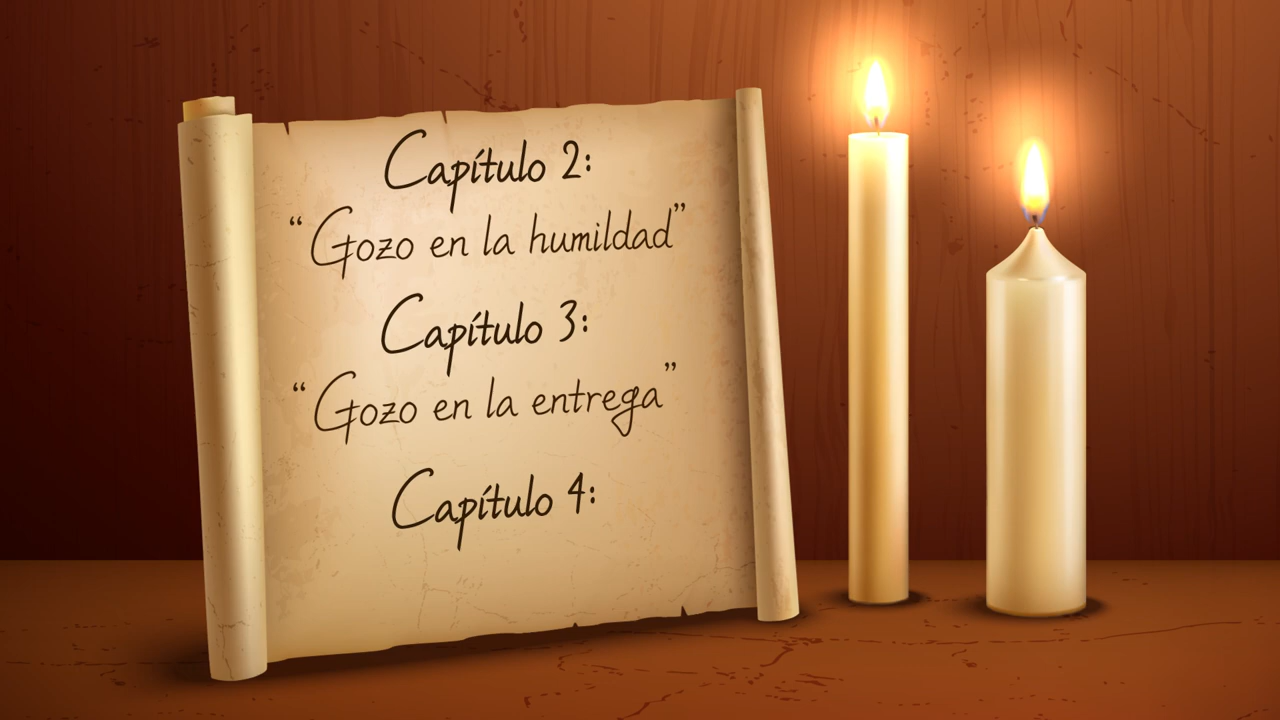 Capítulo 2:
“Gozo en la humildad”
Capítulo 3:
“Gozo en la entrega”
Capítulo 4: